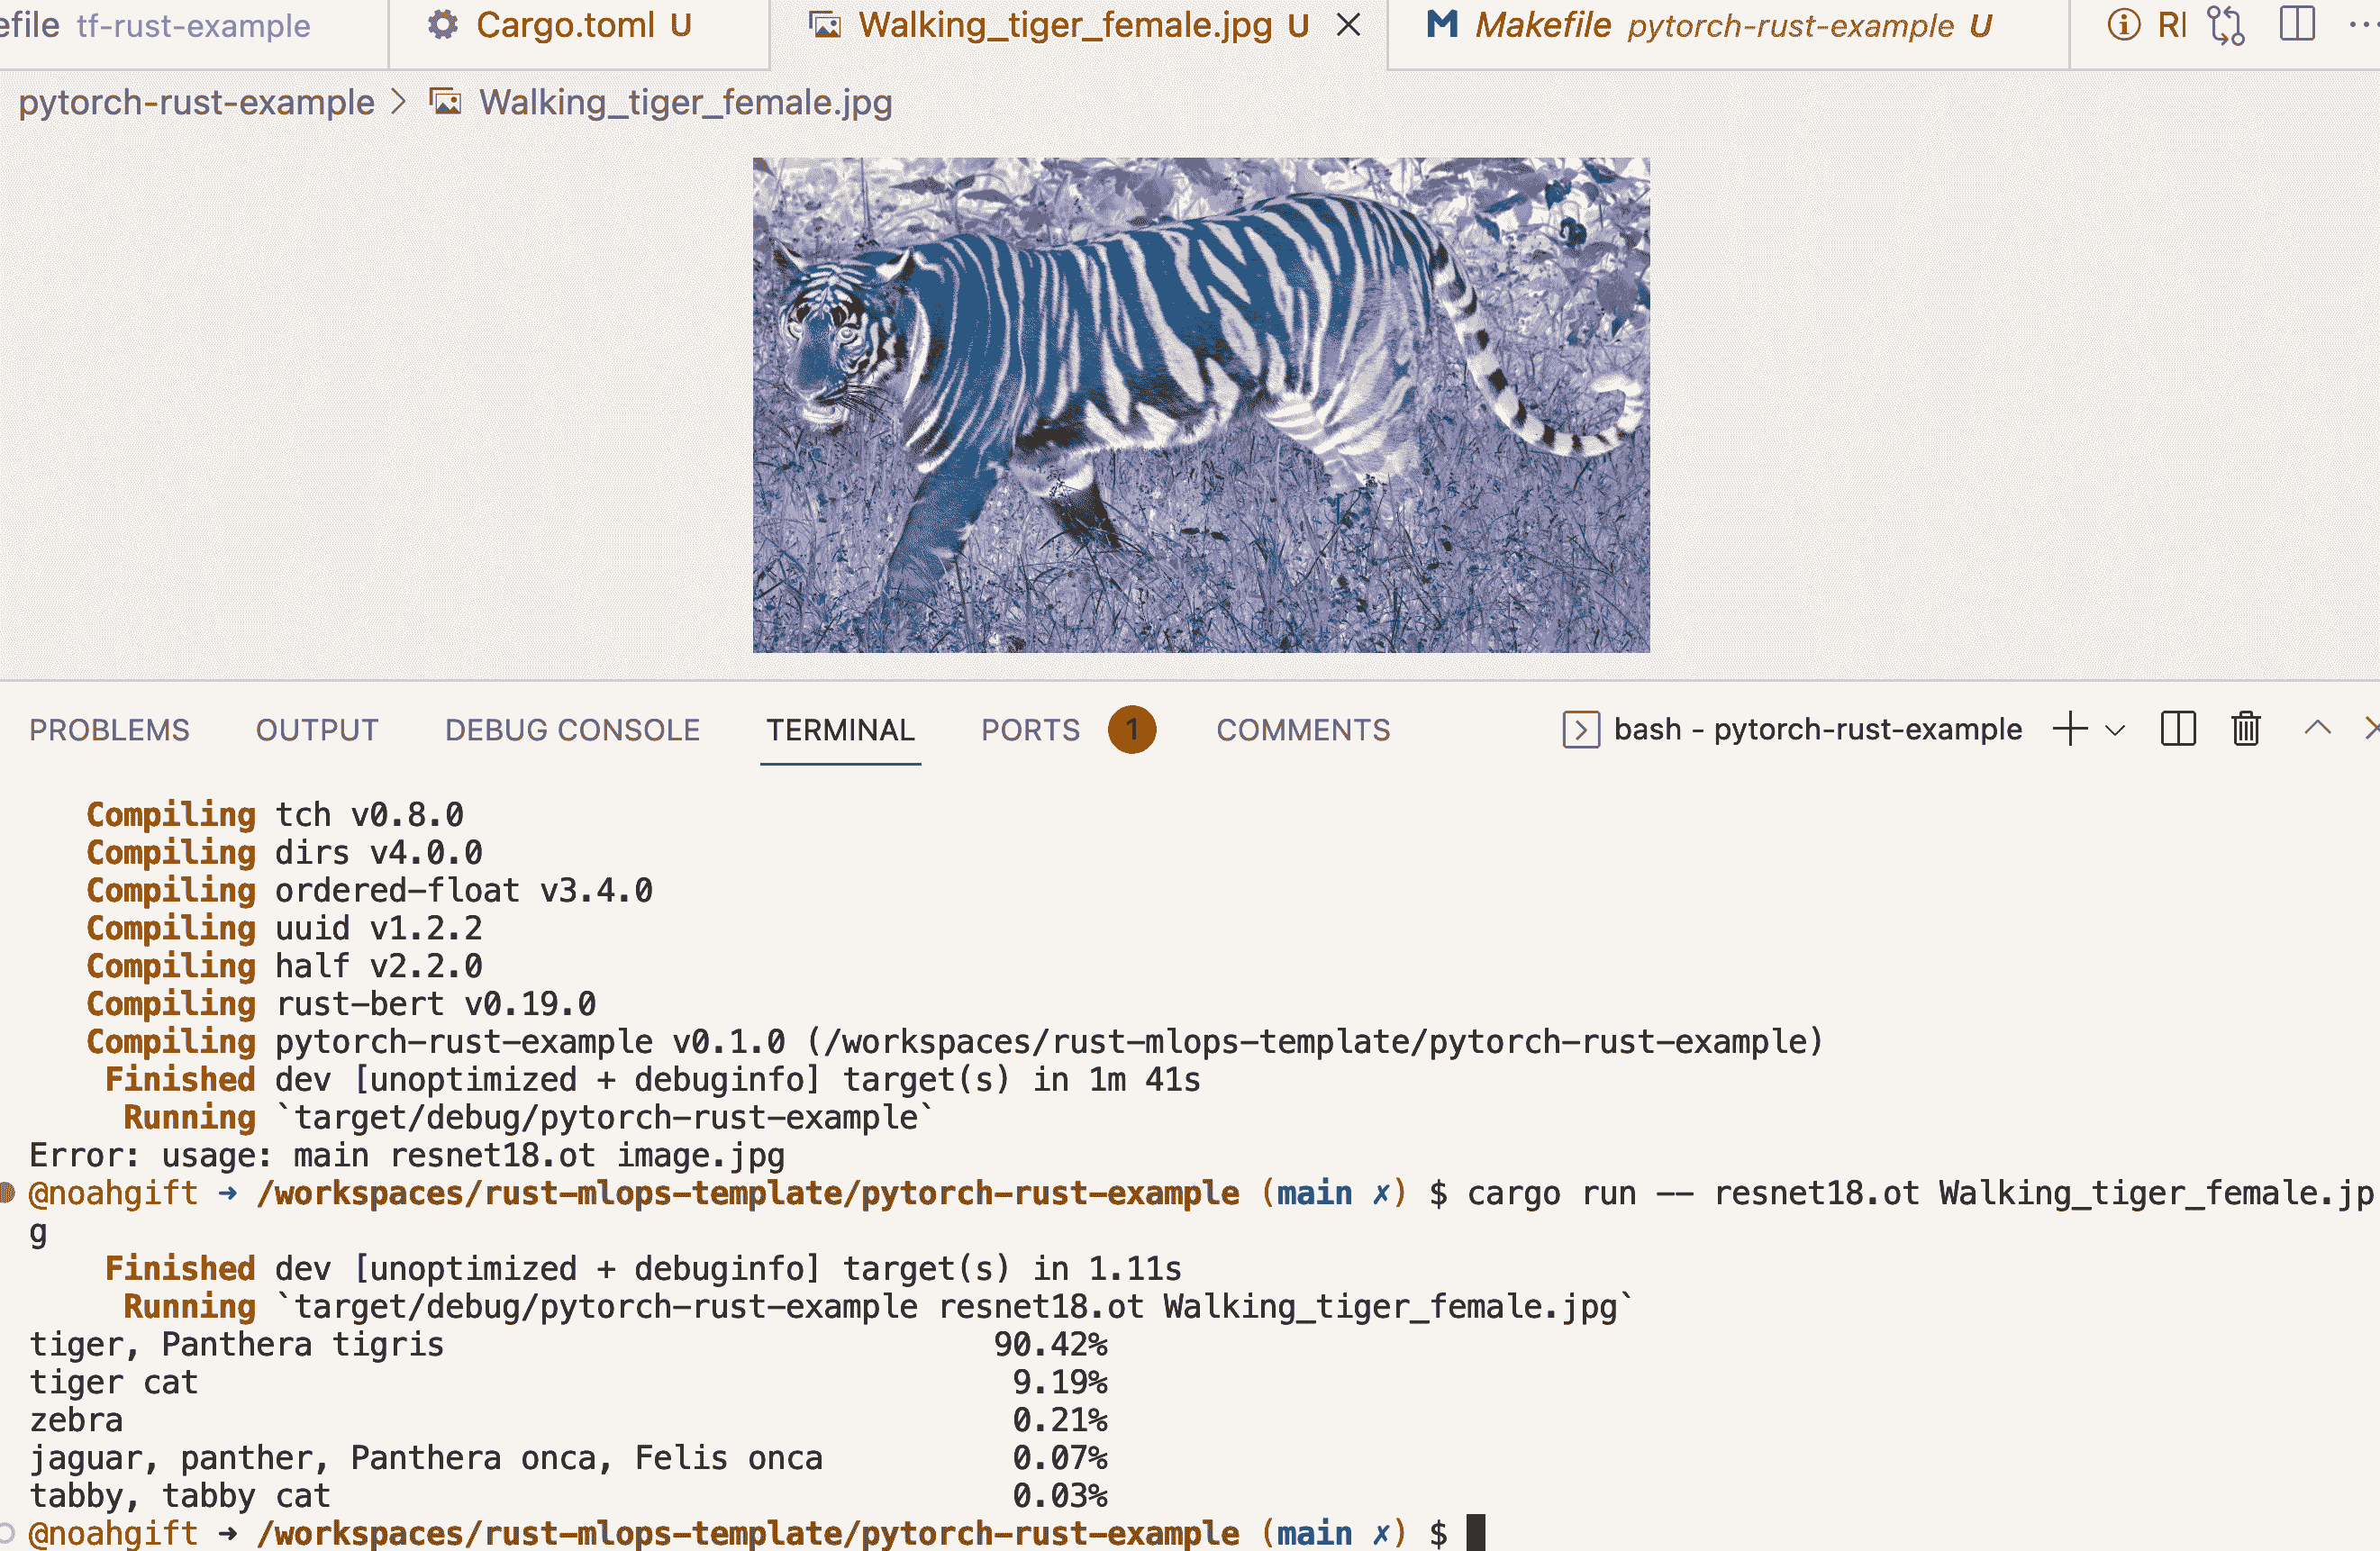 efile tf-rust-example Cargo.toml U Walking_tiger_female.jpg U Makefile pytorch-rust-example U
pytorch-rust-example > Walking_tiger_female.jpg
PROBLEMS OUTPUT DEBUG CONSOLE TERMINAL PORTS 1 COMMENTS bash - pytorch-rust-example
Compiling tch v0.8.0
Compiling dirs v4.0.0
Compiling ordered-float v3.4.0
Compiling uuid v1.2.2
Compiling half v2.2.0
Compiling rust-bert v0.19.0
Compiling pytorch-rust-example v0.1.0 (/workspaces/rust-mlops-template/pytorch-rust-example)
Finished dev [unoptimized + debuginfo] target(s) in 1m 41s
Running `target/debug/pytorch-rust-example`
Error: usage: main resnet18.ot image.jpg
@noahgift ➜ /workspaces/rust-mlops-template/pytorch-rust-example (main ✗) $ cargo run -- resnet18.ot Walking_tiger_female.jp
g
Finished dev [unoptimized + debuginfo] target(s) in 1.11s
Running `target/debug/pytorch-rust-example resnet18.ot Walking_tiger_female.jpg`
tiger, Panthera tigris 90.42%
tiger cat 9.19%
zebra 0.21%
jaguar, panther, Panthera onca, Felis onca 0.07%
tabby, tabby cat 0.03%
@noahgift ➜ /workspaces/rust-mlops-template/pytorch-rust-example (main ✗) $